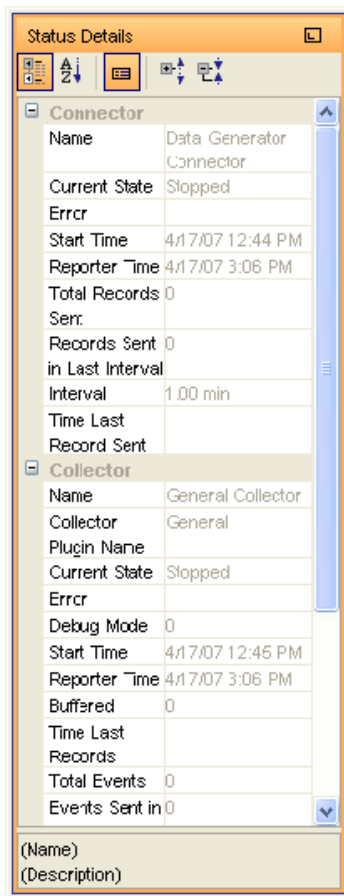 Status Details
Connector
Name Data Generator
Connector
Current State Stopped
Error
Start Time 4/17/07 12:44 PM
Reporter Time 4/17/07 3:06 PM
Total Records 0
Sent
Records Sent 0
in Last Interval
Interval 1.00 min
Time Last
Record Sent
Collector
Name General Collector
Collector General
Plugin Name
Current State Stopped
Error
Debug Mode 0
Start Time 4/17/07 12:45 PM
Reporter Time 4/17/07 3:06 PM
Buffered 0
Time Last
Records
Total Events 0
Events Sent in 0
(Name)
(Description)